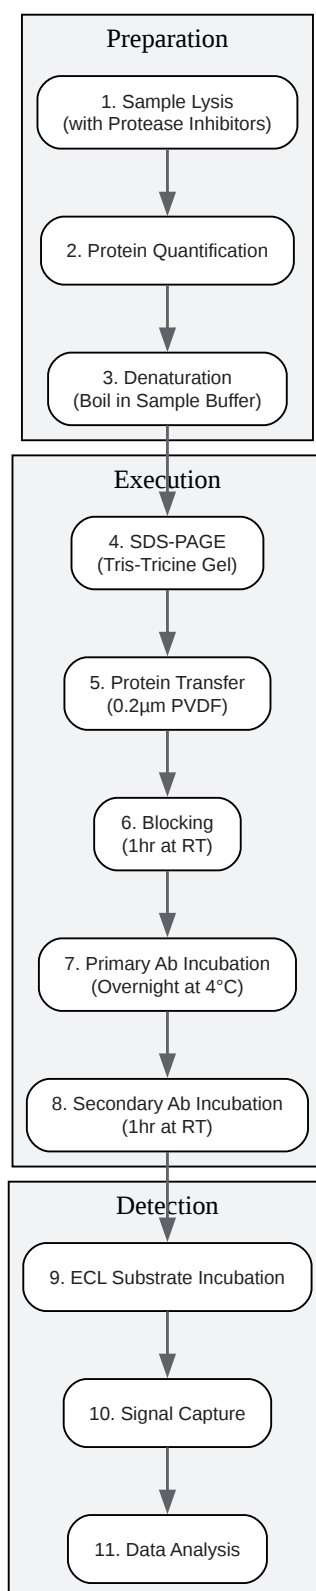 Preparation
1. Sample Lysis
(with Protease Inhibitors)
2. Protein Quantification
3. Denaturation
(Boil in Sample Buffer)
Execution
4. SDS-PAGE
(Tris-Tricine Gel)
5. Protein Transfer
(0.2µm PVDF)
6. Blocking
(1hr at RT)
7. Primary Ab Incubation
(Overnight at 4°C)
8. Secondary Ab Incubation
(1hr at RT)
Detection
9. ECL Substrate Incubation
10. Signal Capture
11. Data Analysis